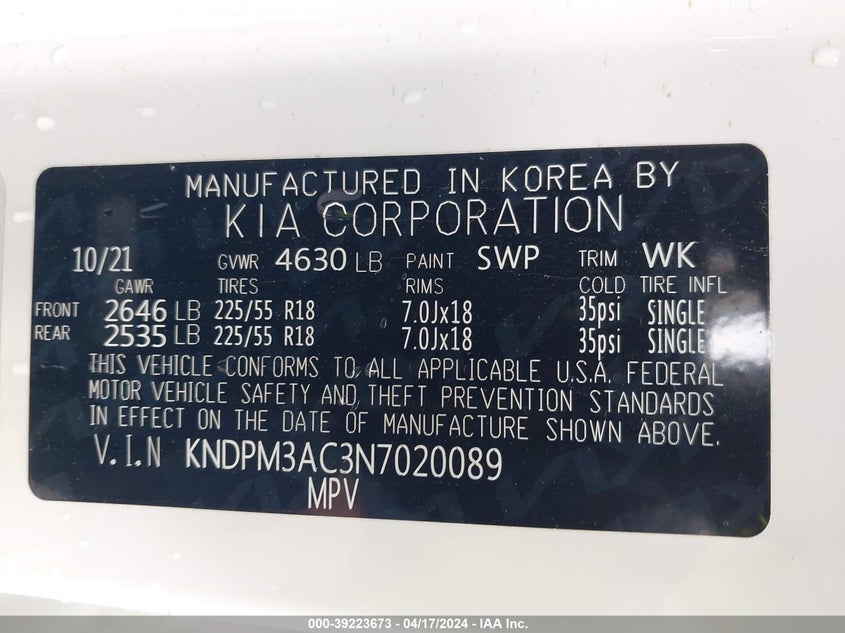 MANUFACTURED IN KOREA BY
KIA CORPORATION
10/21 GVWR 4630 LB PAINT SWP TRIM WK
GAWR TIRES RIMS COLD TIRE INFL
FRONT 2646 LB 225/55 R18 7.0Jx18 35psi SINGLE
REAR 2535 LB 225/55 R18 7.0Jx18 35psi SINGLE
THIS VEHICLE CONFORMS TO ALL APPLICABLE U.S.A. FEDERAL
MOTOR VEHICLE SAFETY AND THEFT PREVENTION STANDARDS
IN EFFECT ON THE DATE OF MANUFACTURE SHOWN ABOVE.
V.I.N KNDPM3AC3N7020089
MPV
000-39223673 - 04/17/2024 - IAA Inc.